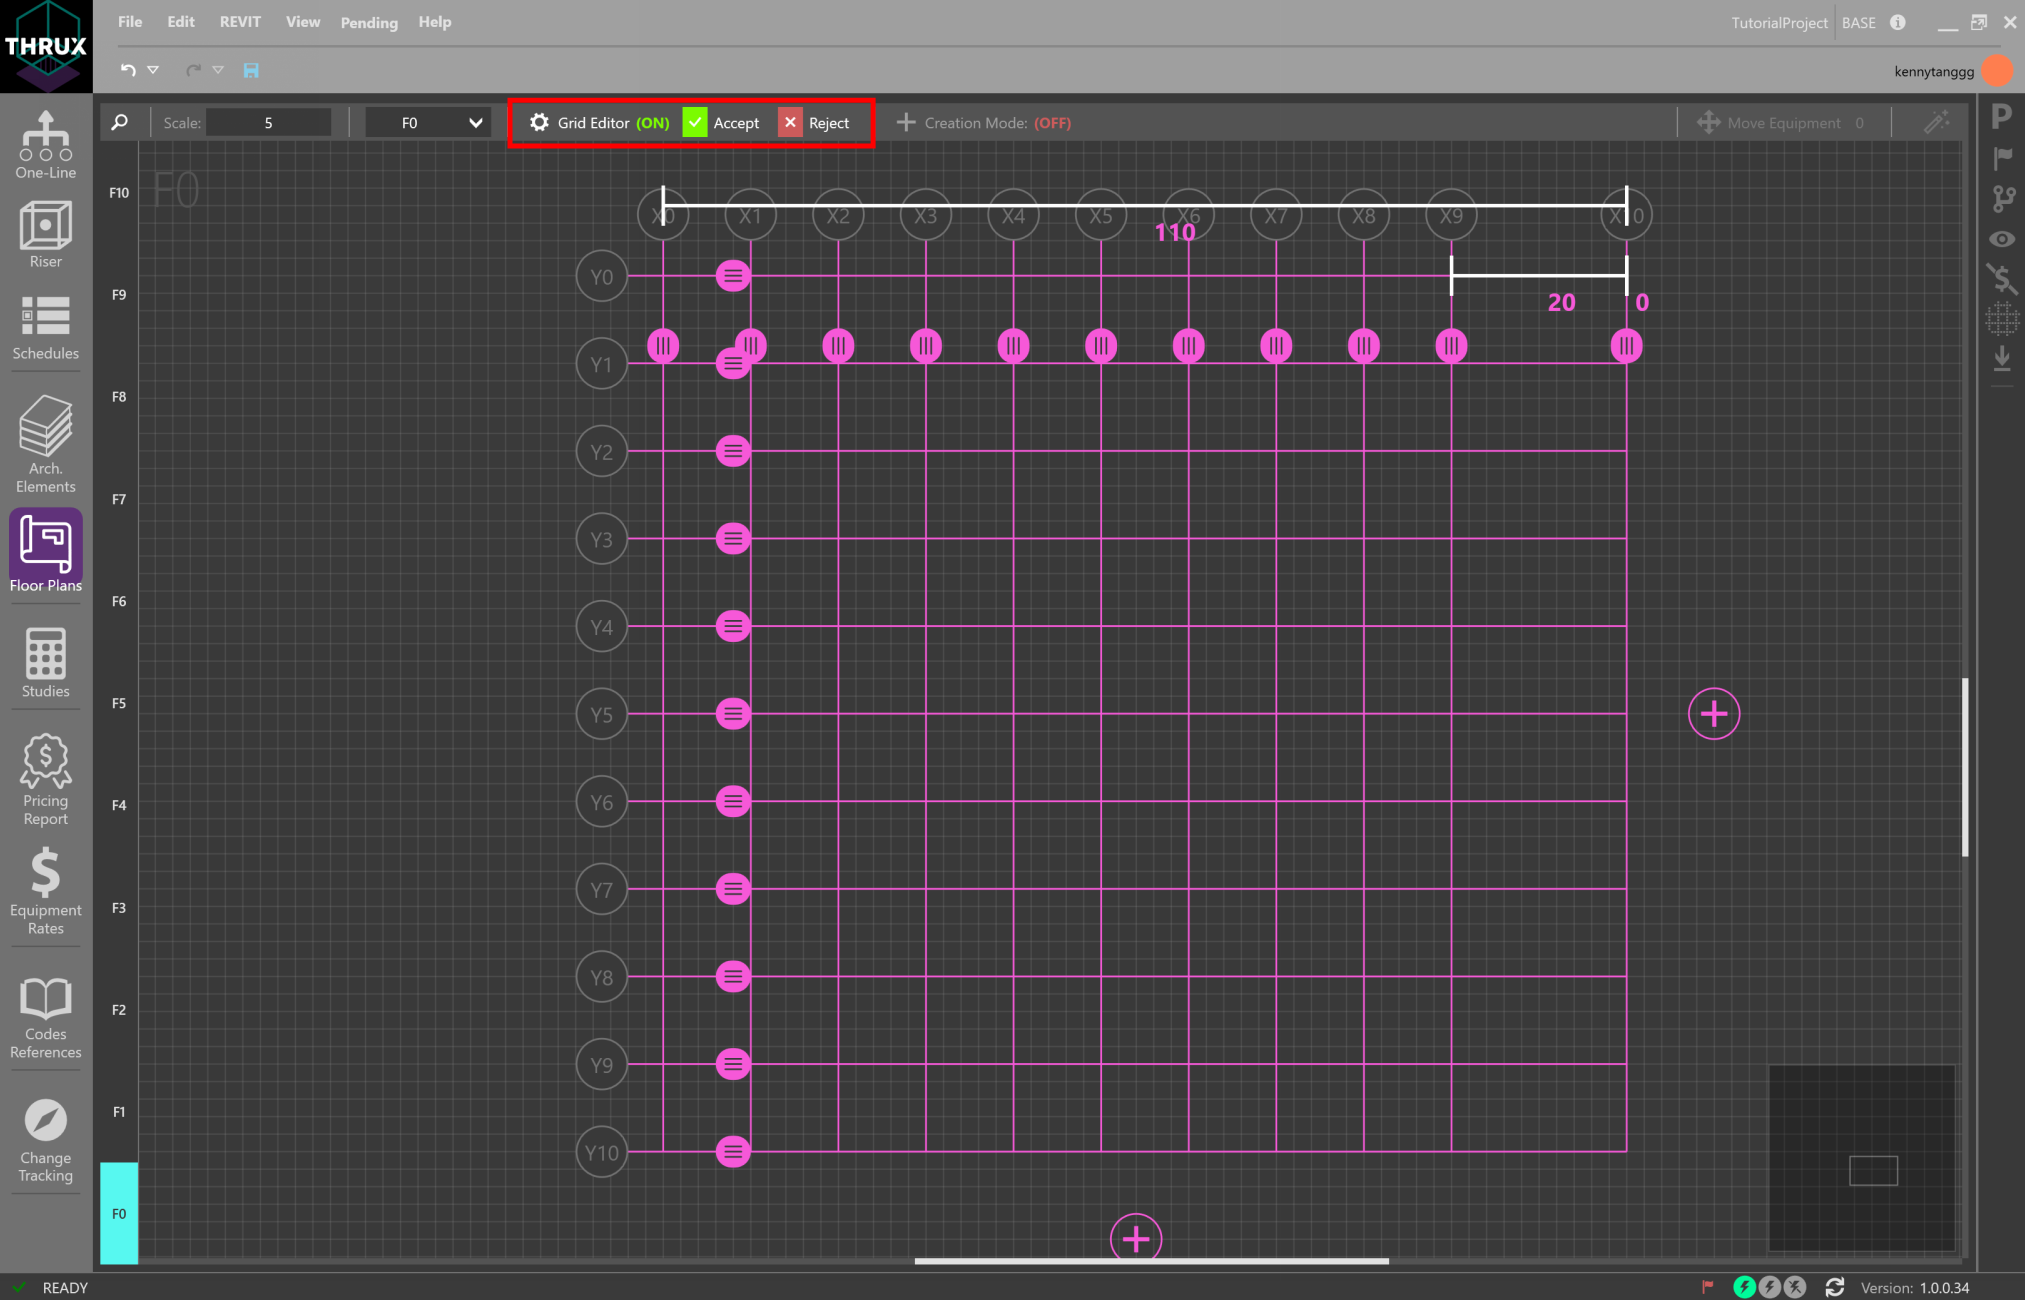 THRUX
File Edit REVIT View Pending Help
TutorialProject BASE
kennytanggg
Scale: 5 F0 Grid Editor (ON) Accept Reject Creation Mode: (OFF) Move Equipment 0
One-Line
Riser
Schedules
Arch.
Elements
Floor Plans
Studies
Pricing
Report
Equipment
Rates
Codes
References
Change
Tracking
F10
F9
F8
F7
F6
F5
F4
F3
F2
F1
F0
F0
X0 X1 X2 X3 X4 X5 X6 X7 X8 X9 X10
110
20 0
Y0
Y1
Y2
Y3
Y4
Y5
Y6
Y7
Y8
Y9
Y10
P
READY
Version: 1.0.0.34